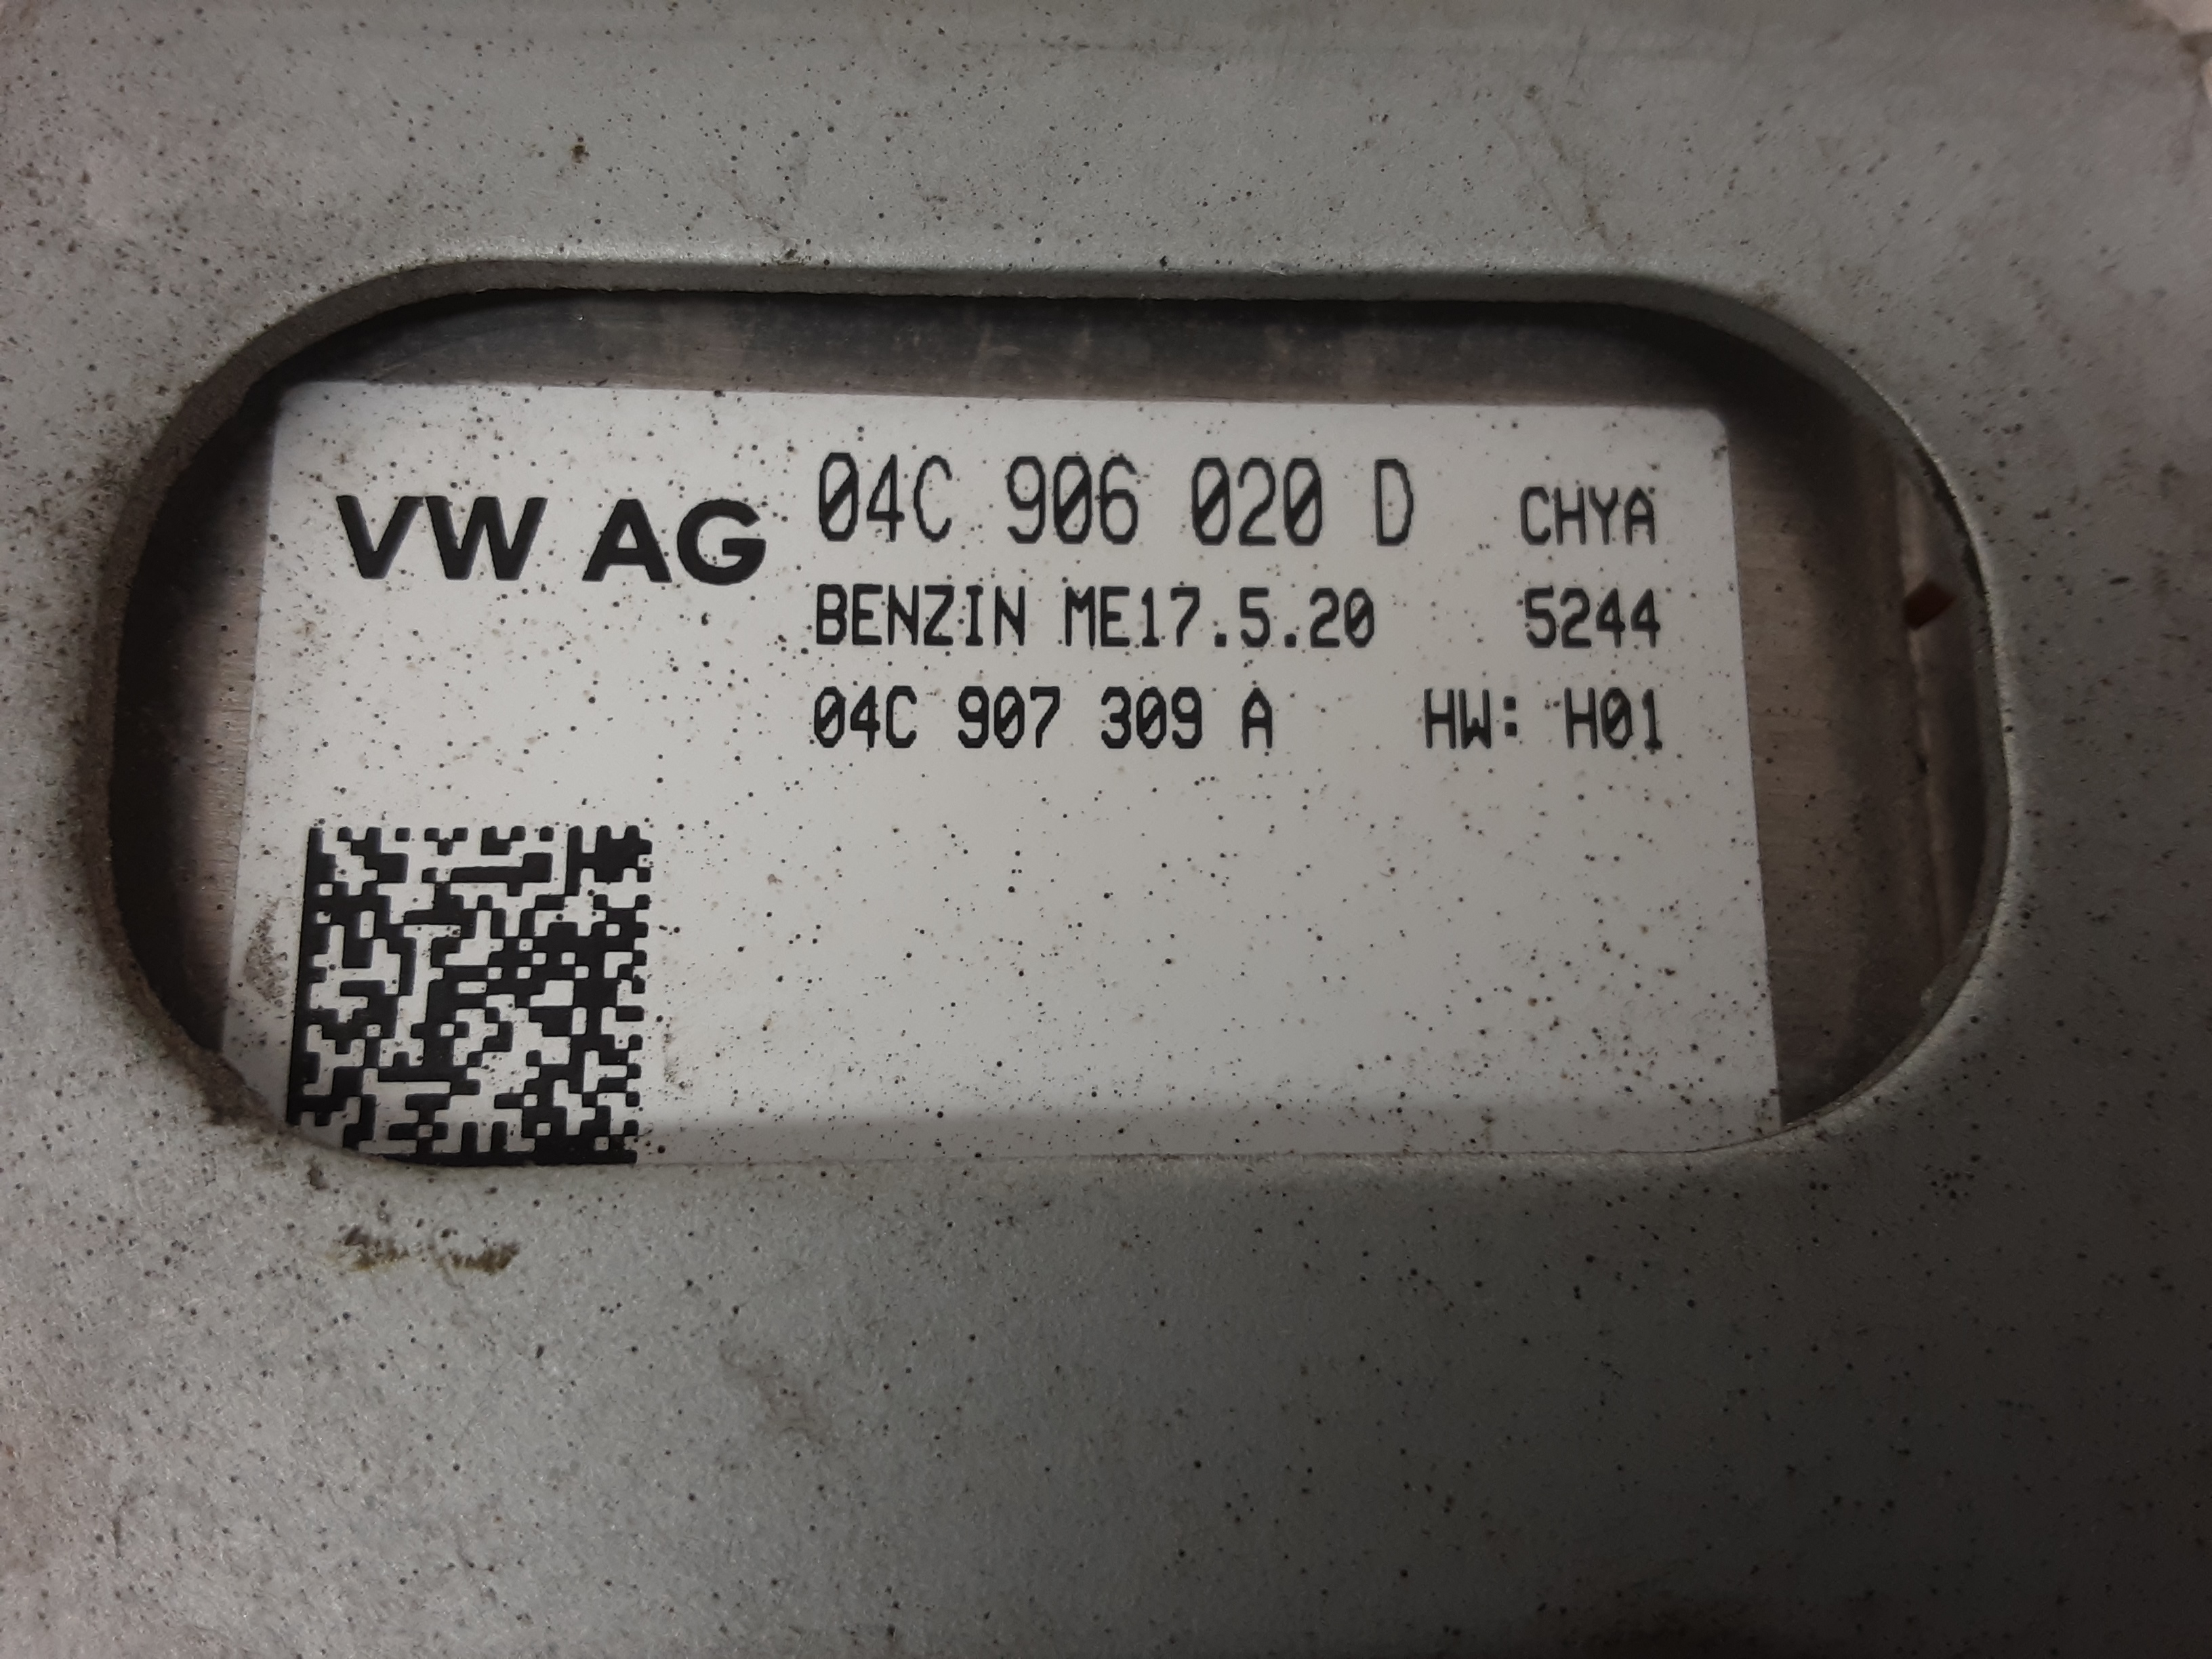 VW AG 04C 906 020 D CHYA
BENZIN ME17.5.20 5244
04C 907 309 A HW: H01